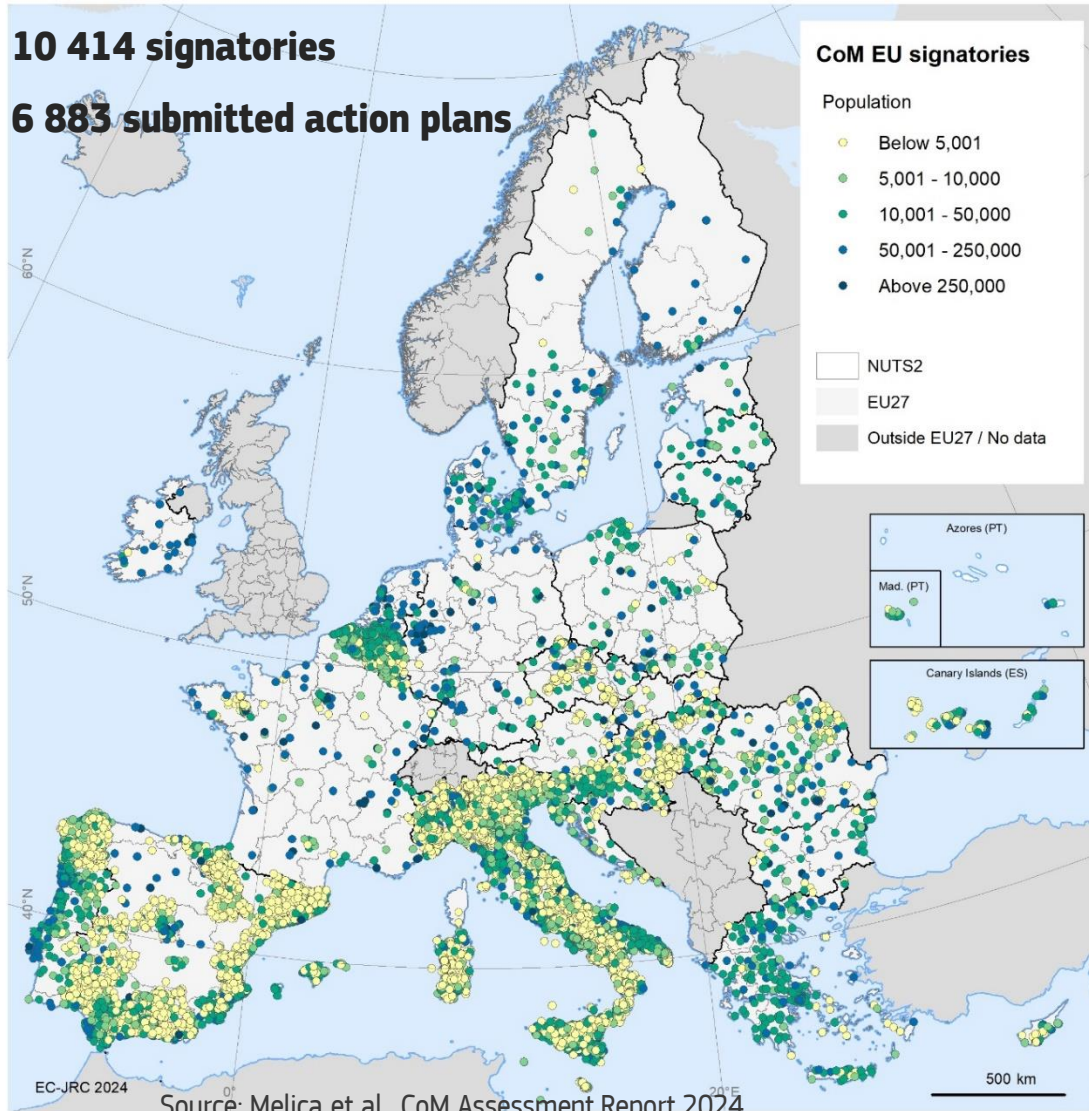 10 414 signatories
6 883 submitted action plans
CoM EU signatories
Population
Below 5,001
5,001 - 10,000
10,001 - 50,000
50,001 - 250,000
Above 250,000
NUTS2
EU27
Outside EU27 / No data
60°N
50°N
40°N
Azores (PT)
Mad. (PT)
Canary Islands (ES)
EC-JRC 2024
0°
20°E
500 km
Source: Melica et al., CoM Assessment Report 2024